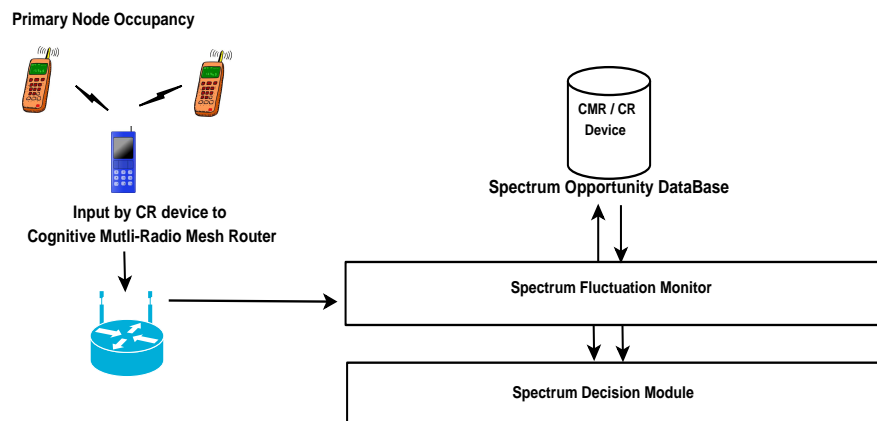 Primary Node Occupancy
CMR / CR
Device
Spectrum Opportunity DataBase
Input by CR device to
Cognitive Mutli-Radio Mesh Router
Spectrum Fluctuation Monitor
Spectrum Decision Module